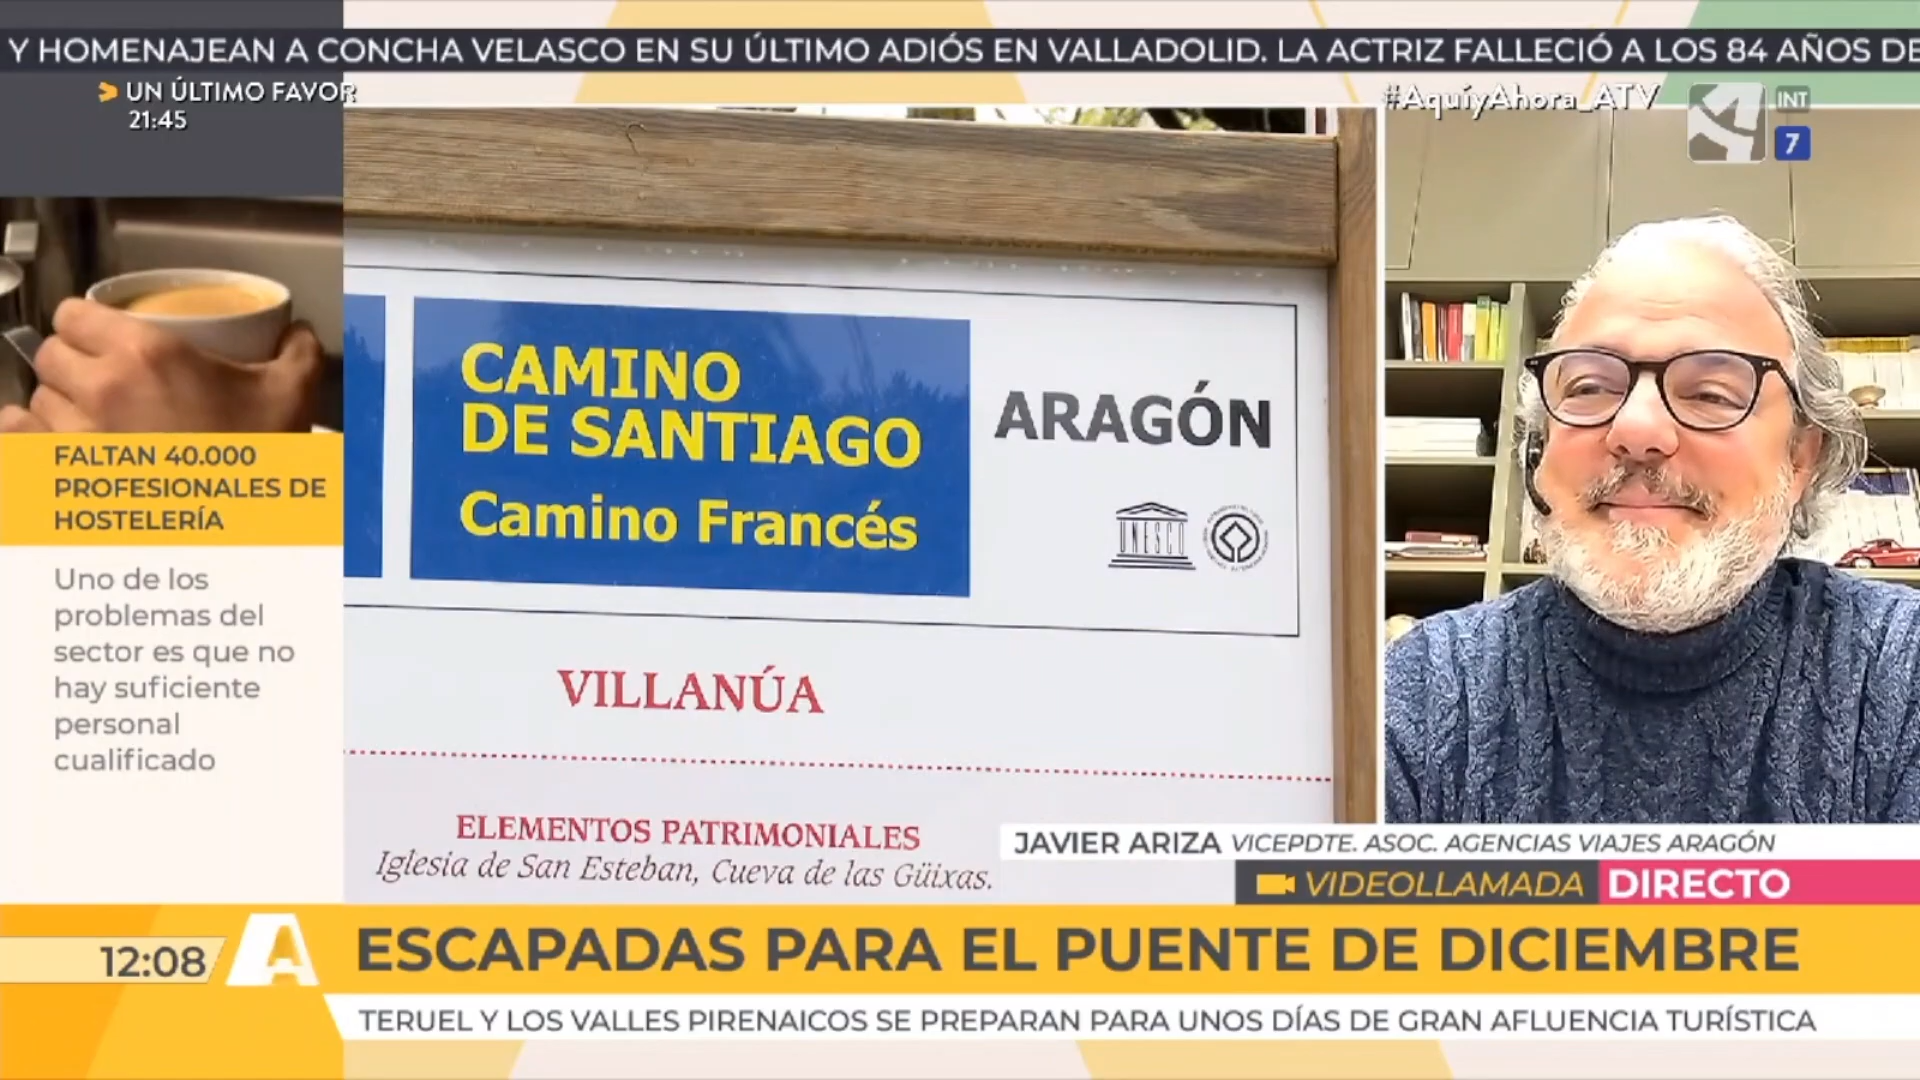 Y HOMENAJEAN A CONCHA VELASCO EN SU ÚLTIMO ADIÓS EN VALLADOLID. LA ACTRIZ FALLECIÓ A LOS 84 AÑOS DE
UN ÚLTIMO FAVOR
21:45
#AquíyAhora_ATV
INT
7
CAMINO
DE SANTIAGO
Camino Francés
ARAGÓN
UNESCO
VILLANÚA
ELEMENTOS PATRIMONIALES
Iglesia de San Esteban, Cueva de las Güixas.
FALTAN 40.000
PROFESIONALES DE
HOSTELERÍA
Uno de los
problemas del
sector es que no
hay suficiente
personal
cualificado
JAVIER ARIZA VICEPDTE. ASOC. AGENCIAS VIAJES ARAGÓN
VIDEOLLAMADA DIRECTO
12:08
ESCAPADAS PARA EL PUENTE DE DICIEMBRE
TERUEL Y LOS VALLES PIRENAICOS SE PREPARAN PARA UNOS DÍAS DE GRAN AFLUENCIA TURÍSTICA